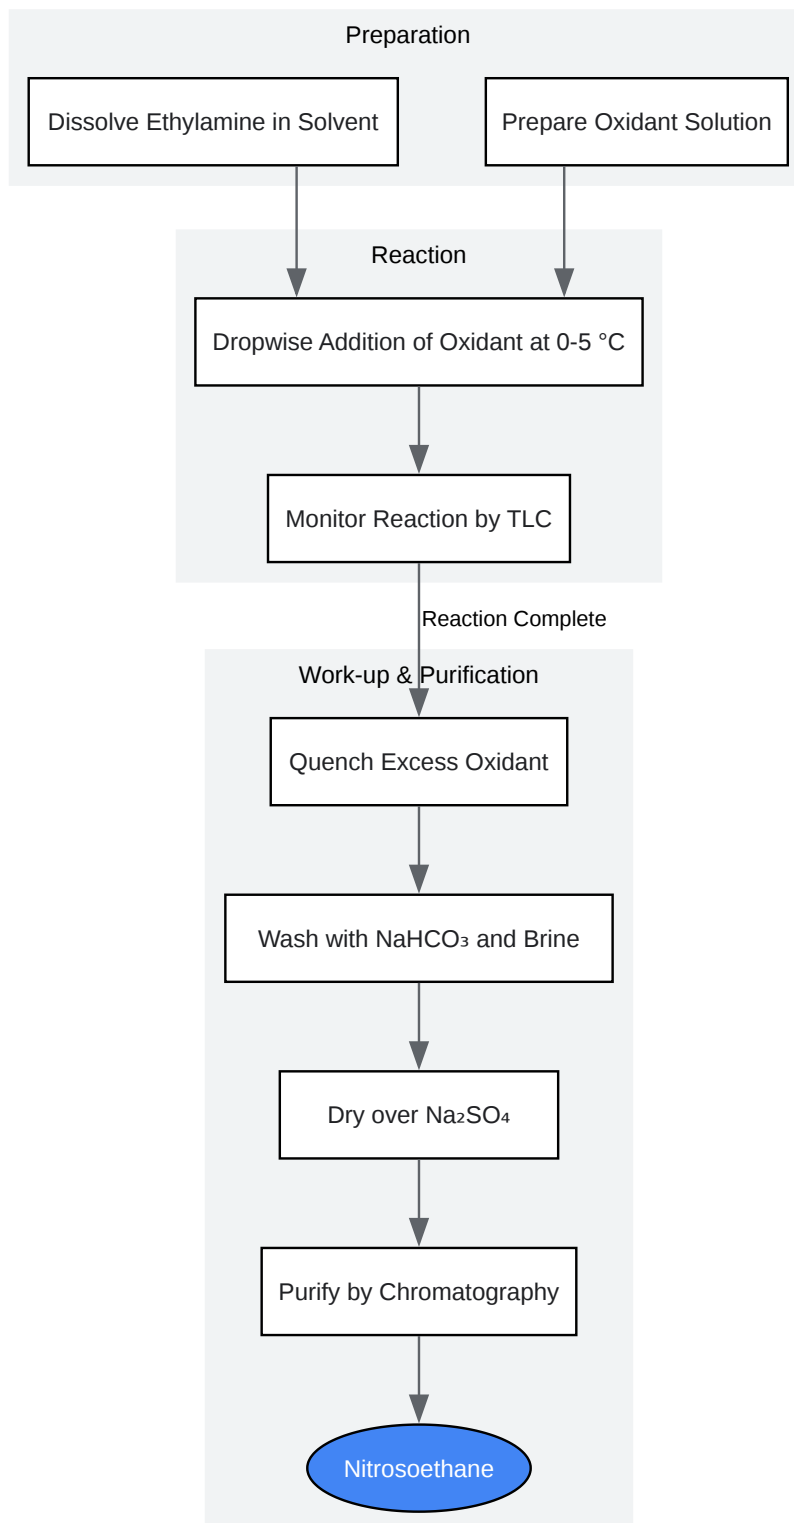 Preparation
Dissolve Ethylamine in Solvent
Prepare Oxidant Solution
Reaction
Dropwise Addition of Oxidant at 0-5 °C
Monitor Reaction by TLC
Reaction Complete
Work-up & Purification
Quench Excess Oxidant
Wash with NaHCO₃ and Brine
Dry over Na₂SO₄
Purify by Chromatography
Nitrosoethane